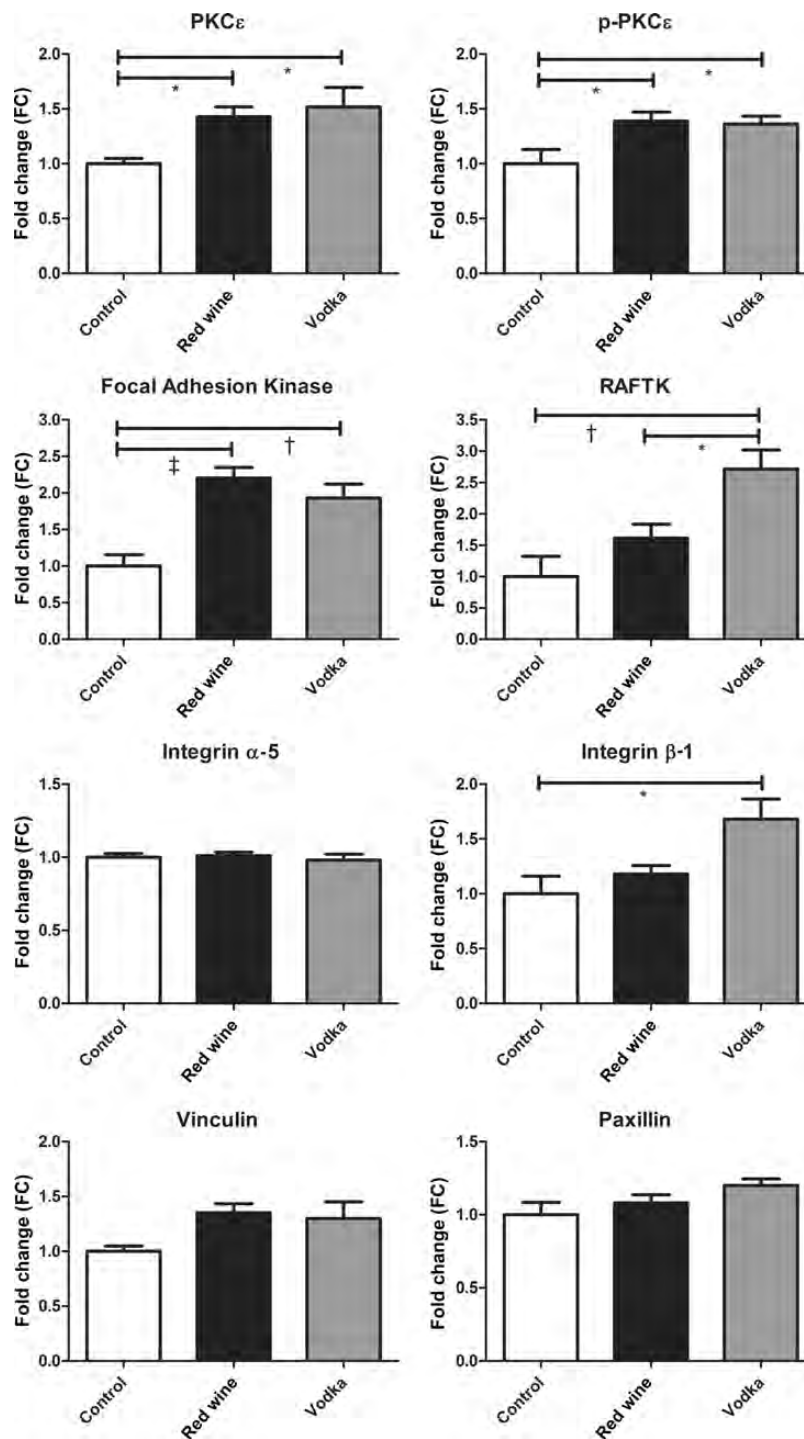 PKCε
Fold change (FC)
2.0
1.5
1.0
0.5
0.0
*
*
Control
Red wine
Vodka
p-PKCε
Fold change (FC)
2.0
1.5
1.0
0.5
0.0
*
*
Control
Red wine
Vodka
Focal Adhesion Kinase
Fold change (FC)
3.0
2.5
2.0
1.5
1.0
0.5
0.0
†
‡
Control
Red wine
Vodka
RAFTK
Fold change (FC)
3.5
3.0
2.5
2.0
1.5
1.0
0.5
0.0
†
*
Control
Red wine
Vodka
Integrin α-5
Fold change (FC)
1.5
1.0
0.5
0.0
Control
Red wine
Vodka
Integrin β-1
Fold change (FC)
2.0
1.5
1.0
0.5
0.0
*
Control
Red wine
Vodka
Vinculin
Fold change (FC)
2.0
1.5
1.0
0.5
0.0
Control
Red wine
Vodka
Paxillin
Fold change (FC)
1.5
1.0
0.5
0.0
Control
Red wine
Vodka